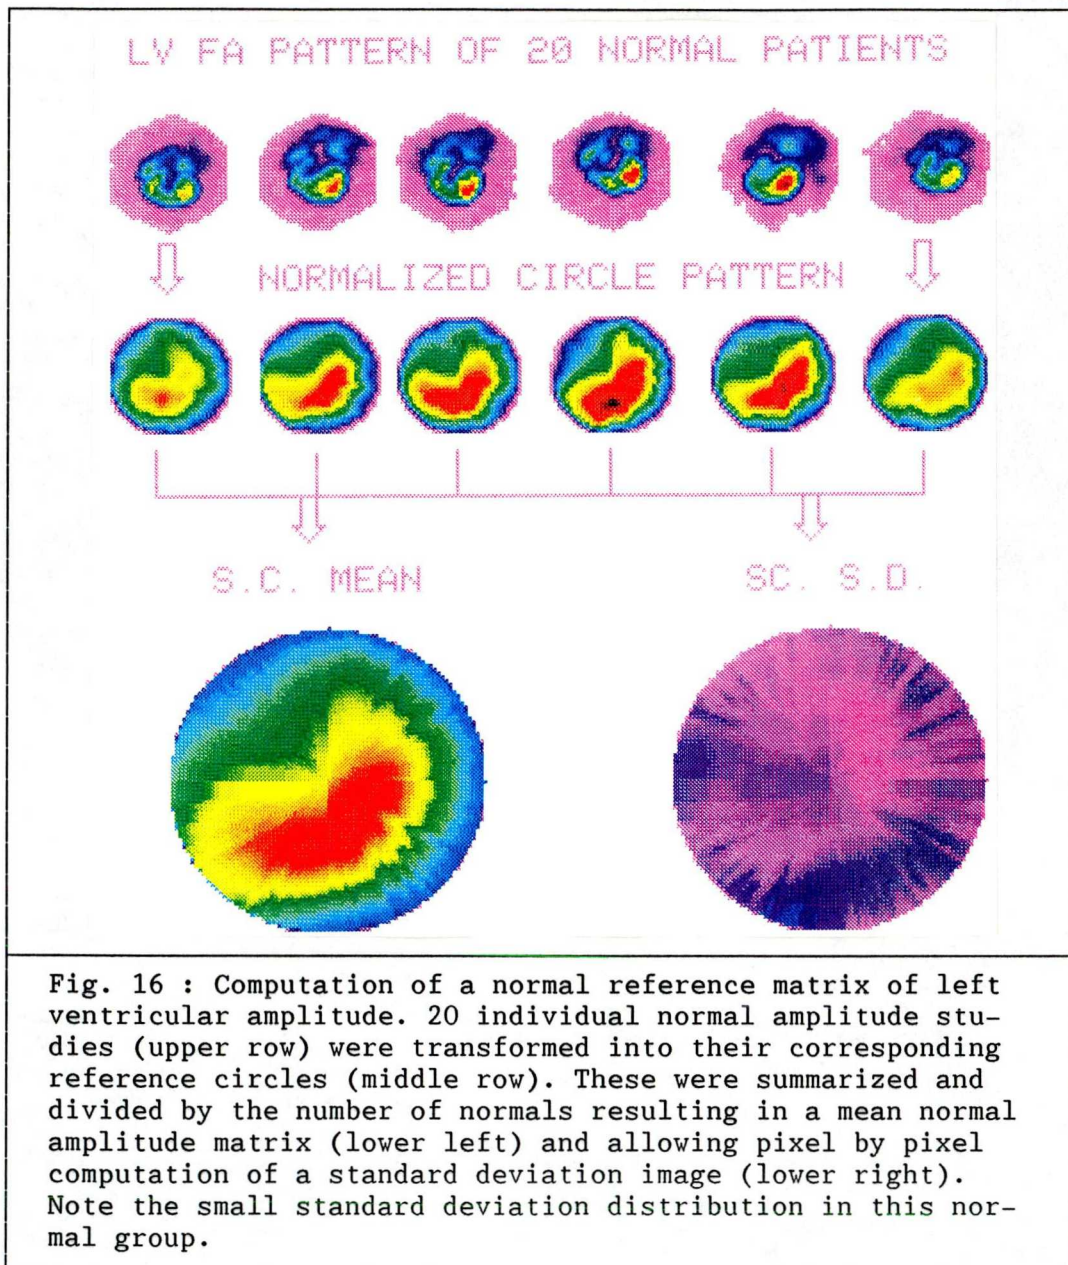 LV FA PATTERN OF 20 NORMAL PATIENTS
NORMALIZED CIRCLE PATTERN
S.C. MEAN
SC. S.D.
Fig. 16 : Computation of a normal reference matrix of left
ventricular amplitude. 20 individual normal amplitude stu-
dies (upper row) were transformed into their corresponding
reference circles (middle row). These were summarized and
divided by the number of normals resulting in a mean normal
amplitude matrix (lower left) and allowing pixel by pixel
computation of a standard deviation image (lower right).
Note the small standard deviation distribution in this nor-
mal group.